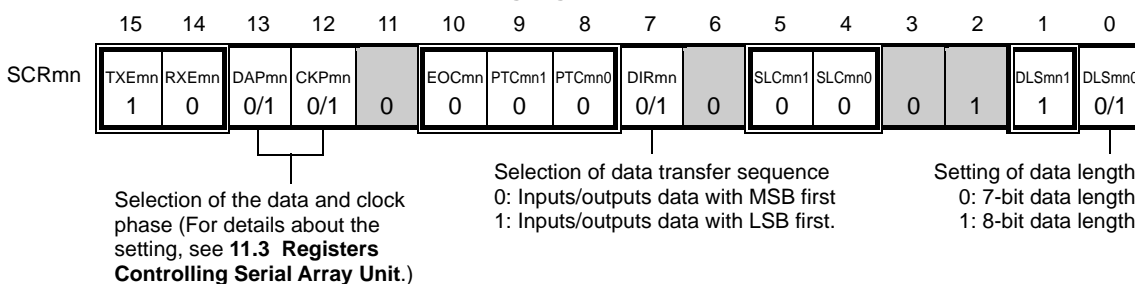 15 14 13 12 11 10 9 8 7 6 5 4 3 2 1 0
SCRmn
TXEmn RXEmn DAPmn CKPmn EOCmn PTCmn1 PTCmn0 DIRmn SLCmn1 SLCmn0 DLSmn1 DLSmn0
1 0 0/1 0/1 0 0 0 0 0/1 0 0 0 0 1 1 0/1
Selection of the data and clock
phase (For details about the
setting, see 11.3 Registers
Controlling Serial Array Unit.)
Selection of data transfer sequence
0: Inputs/outputs data with MSB first
1: Inputs/outputs data with LSB first.
Setting of data length
0: 7-bit data length
1: 8-bit data length